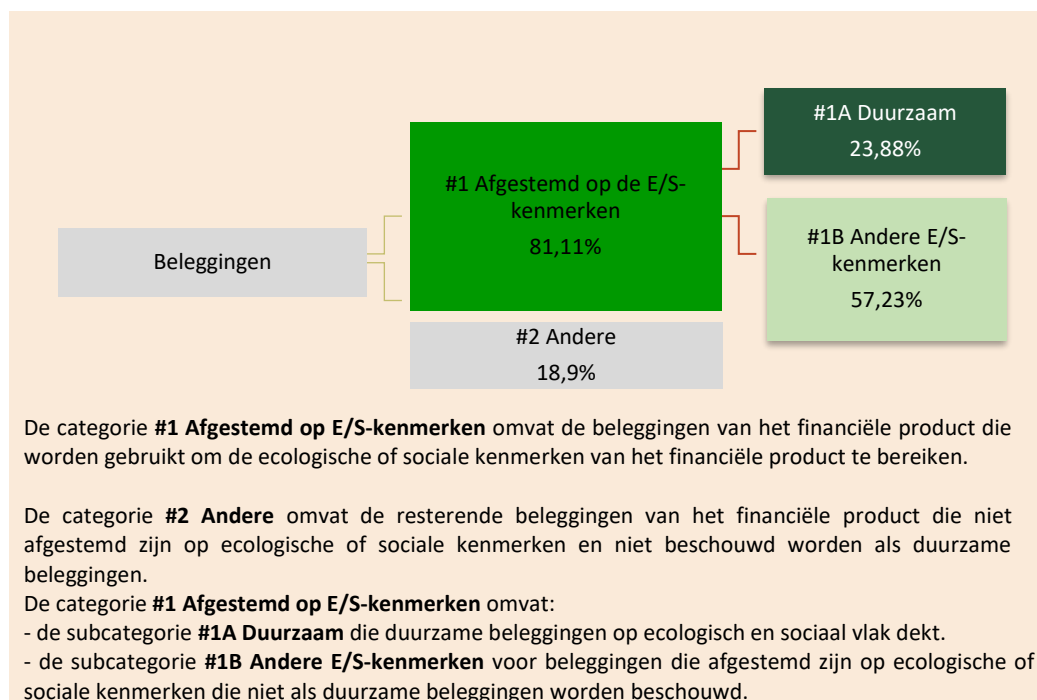 #1A Duurzaam
23,88%
#1 Afgestemd op de E/S-
kenmerken
81,11%
#1B Andere E/S-
kenmerken
57,23%
Beleggingen
#2 Andere
18,9%
De categorie #1 Afgestemd op E/S-kenmerken omvat de beleggingen van het financiële product die
worden gebruikt om de ecologische of sociale kenmerken van het financiële product te bereiken.
De categorie #2 Andere omvat de resterende beleggingen van het financiële product die niet
afgestemd zijn op ecologische of sociale kenmerken en niet beschouwd worden als duurzame
beleggingen.
De categorie #1 Afgestemd op E/S-kenmerken omvat:
- de subcategorie #1A Duurzaam die duurzame beleggingen op ecologisch en sociaal vlak dekt.
- de subcategorie #1B Andere E/S-kenmerken voor beleggingen die afgestemd zijn op ecologische of
sociale kenmerken die niet als duurzame beleggingen worden beschouwd.